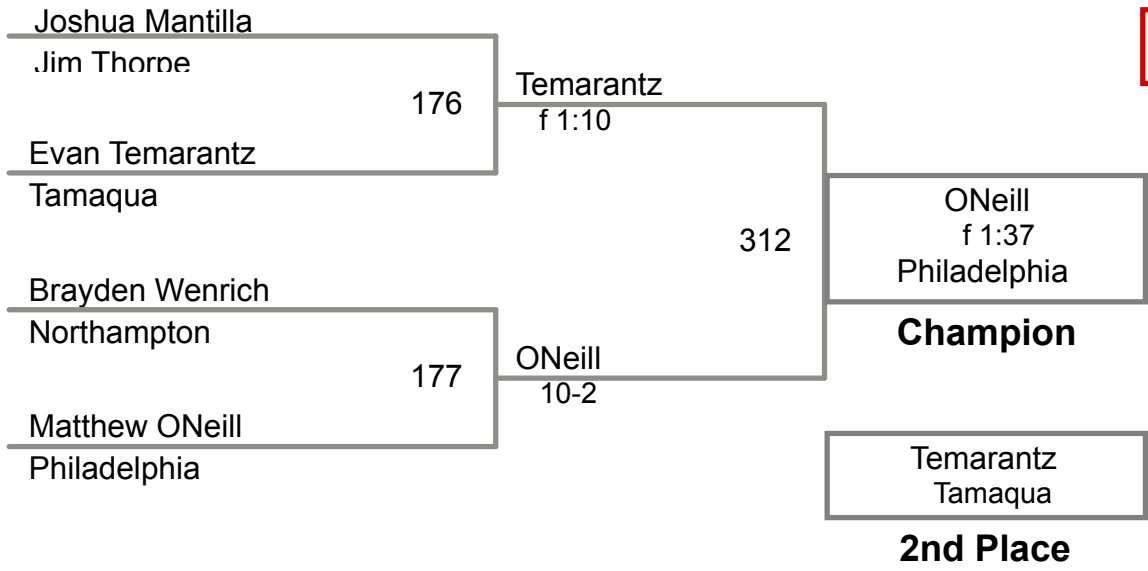 Joshua Mantilla
Jim Thorpe
176
Temarantz
f 1:10
Evan Temarantz
Tamaqua
312
ONeill
f 1:37
Philadelphia
Champion
Brayden Wenrich
Northampton
177
ONeill
10-2
Matthew ONeill
Philadelphia
Temarantz
Tamaqua
2nd Place